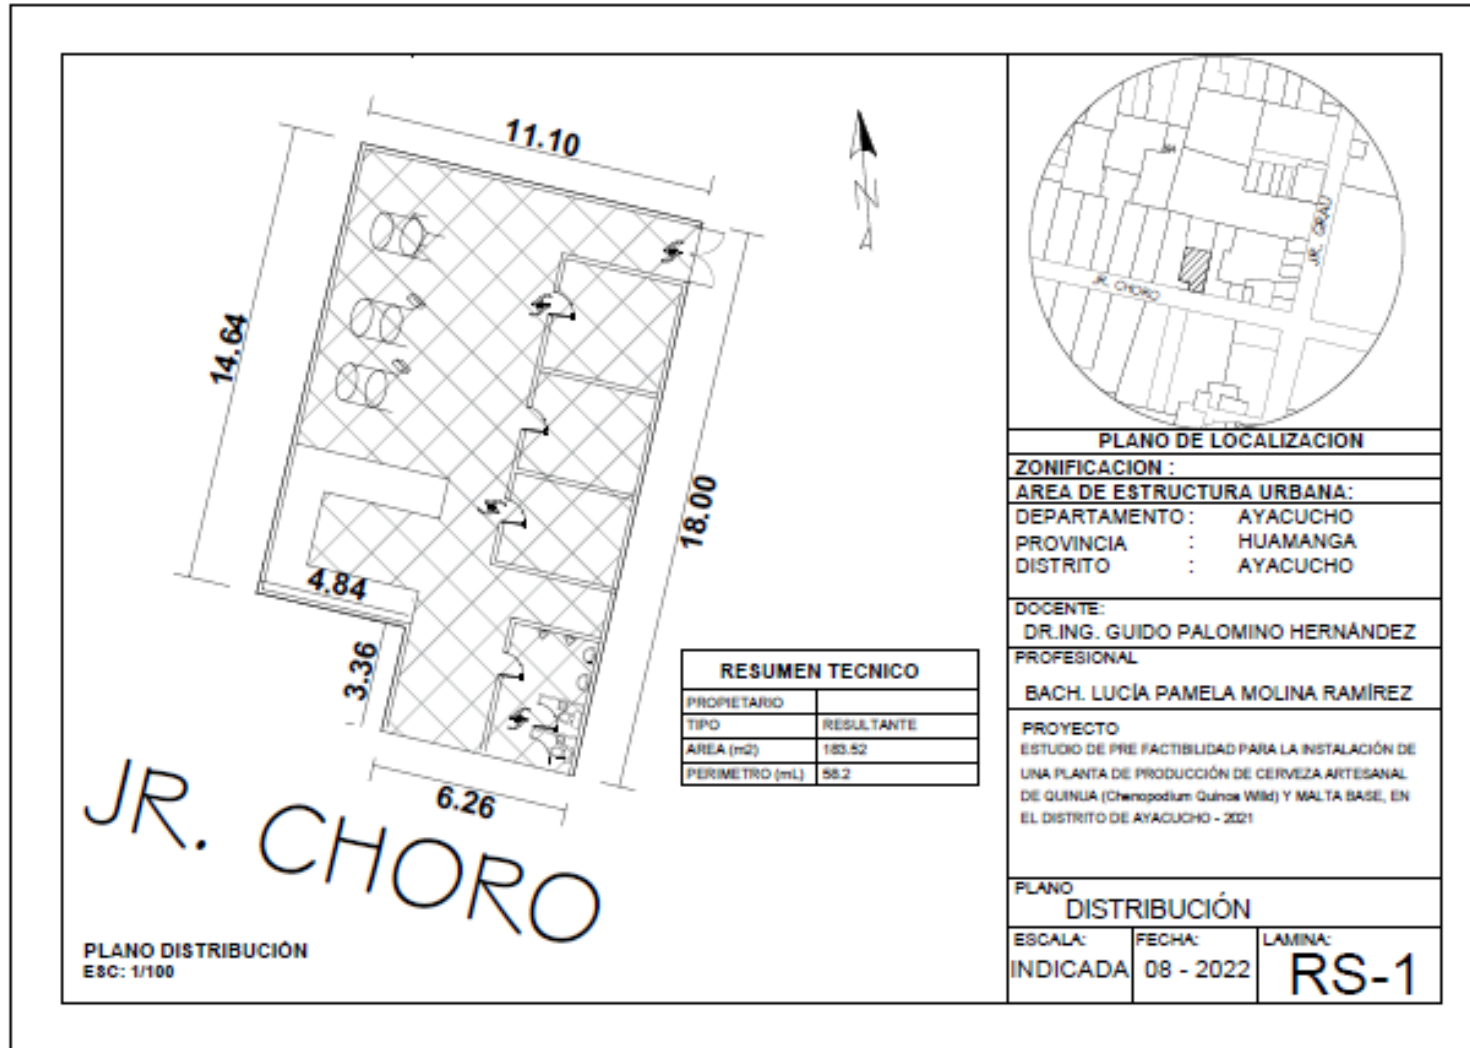 11.10
14.64
18.00
4.84
3.36
6.26
N
JR. CHORO
PLANO DISTRIBUCIÓN
ESC: 1/100
RESUMEN TECNICO
PROPIETARIO
TIPO RESULTANTE
AREA (m2) 183.52
PERIMETRO (mL) 58.2
JR. GRAU
JR. CHORO
PLANO DE LOCALIZACION
ZONIFICACION :
AREA DE ESTRUCTURA URBANA:
DEPARTAMENTO : AYACUCHO
PROVINCIA : HUAMANGA
DISTRITO : AYACUCHO
DOCENTE:
DR.ING. GUIDO PALOMINO HERNÁNDEZ
PROFESIONAL
BACH. LUCÍA PAMELA MOLINA RAMÍREZ
PROYECTO
ESTUDIO DE PRE FACTIBILIDAD PARA LA INSTALACIÓN DE
UNA PLANTA DE PRODUCCIÓN DE CERVEZA ARTESANAL
DE QUINUA (Chenopodium Quinoa Willd) Y MALTA BASE, EN
EL DISTRITO DE AYACUCHO - 2021
PLANO
DISTRIBUCIÓN
ESCALA: FECHA: LAMINA:
INDICADA 08 - 2022 RS-1